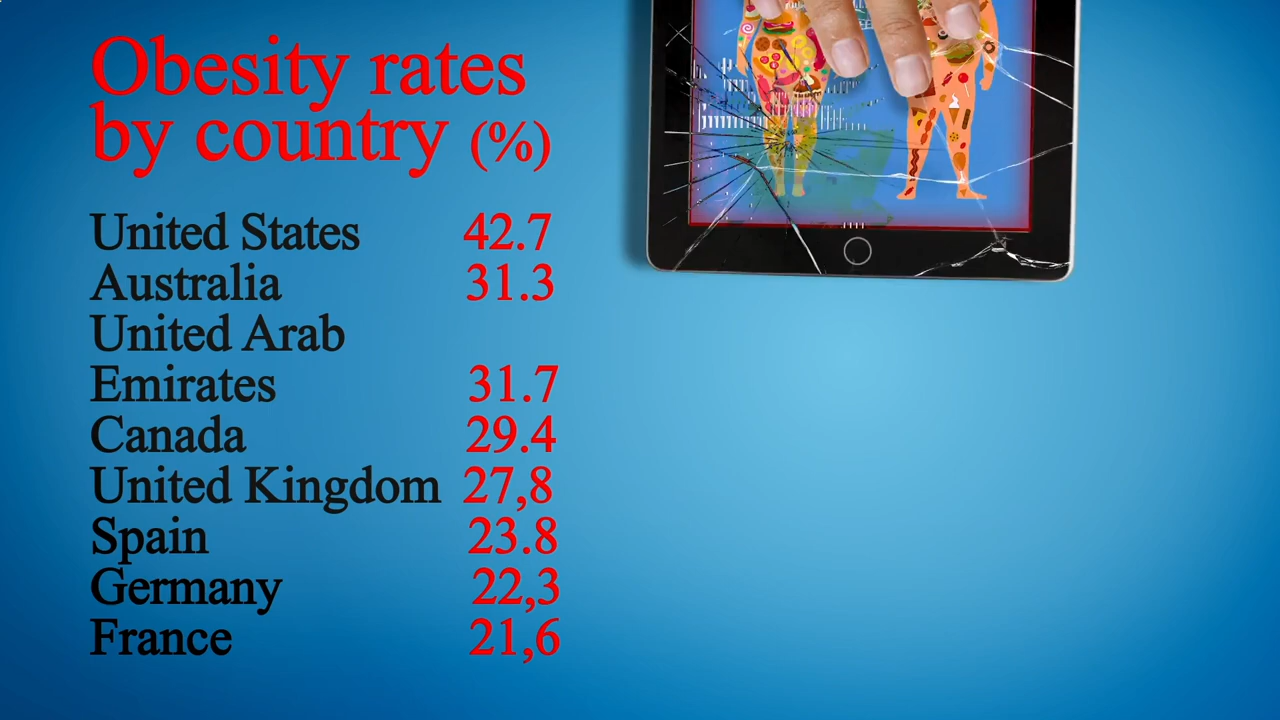 Obesity rates
by country (%)
United States 42.7
Australia 31.3
United Arab
Emirates 31.7
Canada 29.4
United Kingdom 27,8
Spain 23.8
Germany 22,3
France 21,6